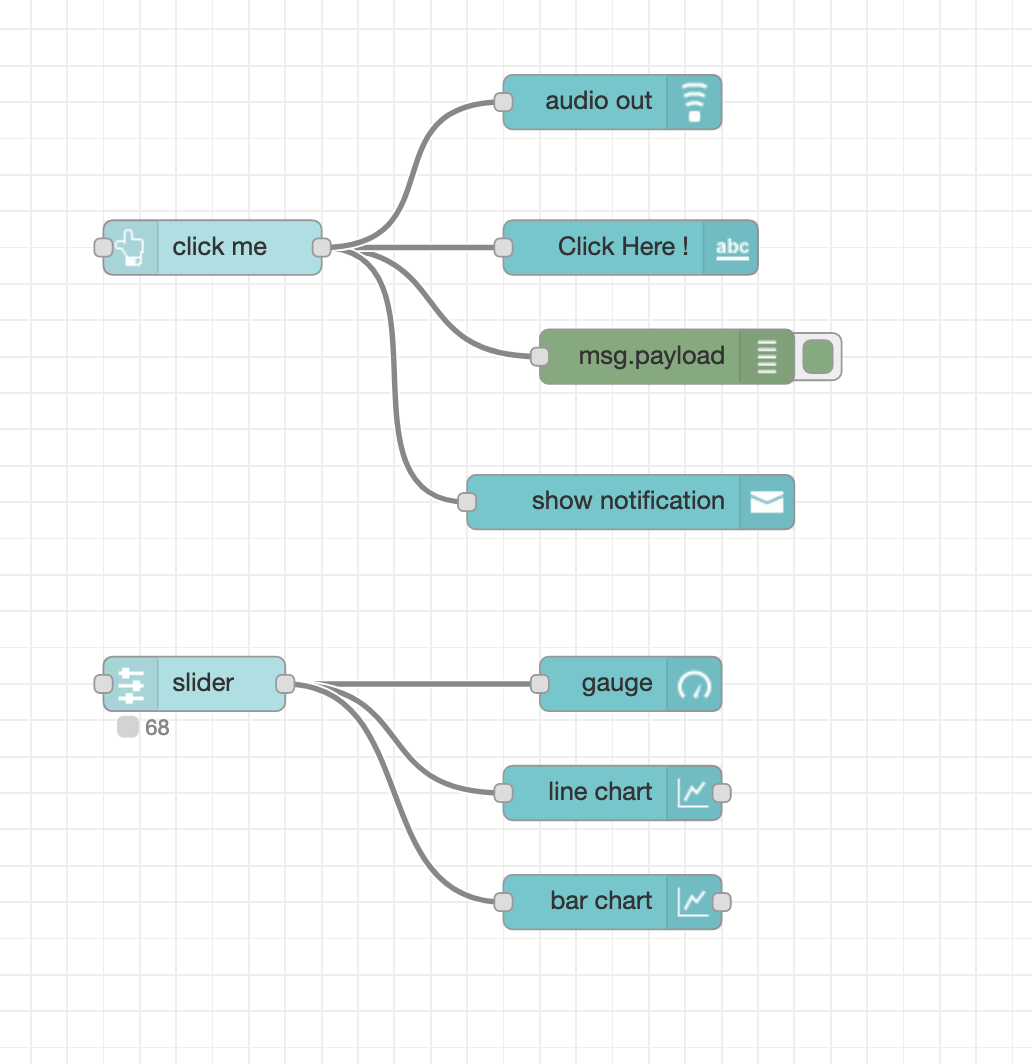 audio out
click me
Click Here !
abc
msg.payload
show notification
slider
gauge
68
line chart
bar chart